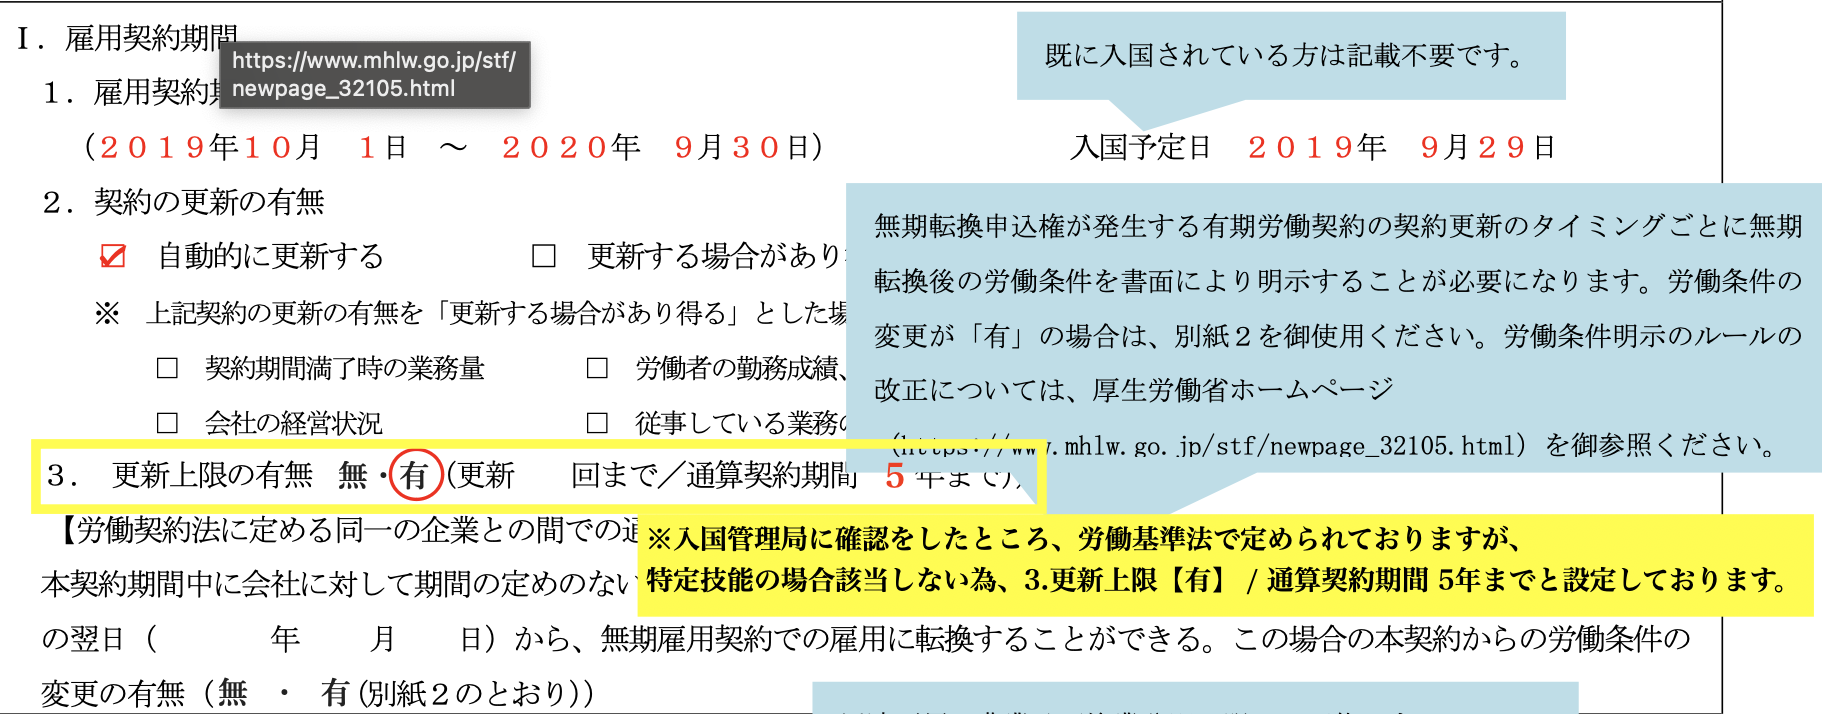 Ⅰ．雇用契約期間
https://www.mhlw.go.jp/stf/
newpage_32105.html
既に入国されている方は記載不要です。
１．雇用契約
（２０１９年１０月　１日　～　２０２０年　９月３０日）　入国予定日　２０１９年　９月２９日
２．契約の更新の有無
☑　自動的に更新する　□　更新する場合があり
※　上記契約の更新の有無を「更新する場合があり得る」とした場
□　契約期間満了時の業務量　□　労働者の勤務成績、
□　会社の経営状況　□　従事している業務の
無期転換申込権が発生する有期労働契約の契約更新のタイミングごとに無期
転換後の労働条件を書面により明示することが必要になります。労働条件の
変更が「有」の場合は、別紙２を御使用ください。労働条件明示のルールの
改正については、厚生労働省ホームページ
（https://www.mhlw.go.jp/stf/newpage_32105.html）を御参照ください。
３．　更新上限の有無　無・有（更新　　回まで／通算契約期間　5 年まで）
【労働契約法に定める同一の企業との間での通
※入国管理局に確認をしたところ、労働基準法で定められておりますが、
特定技能の場合該当しない為、3.更新上限【有】 / 通算契約期間 5年までと設定しております。
本契約期間中に会社に対して期間の定めのない
の翌日（　　　年　　月　　日）から、無期雇用契約での雇用に転換することができる。この場合の本契約からの労働条件の
変更の有無（無　・　有（別紙２のとおり））